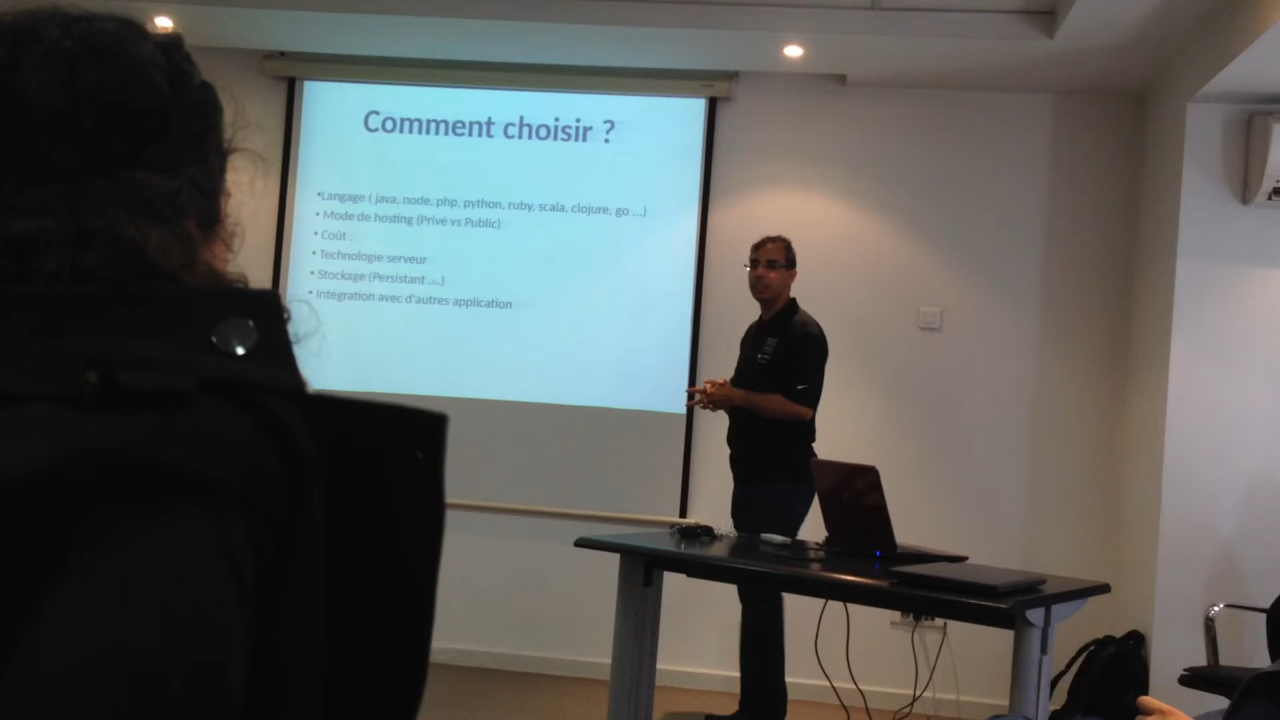 Comment choisir ?
•Langage ( java, node, php, python, ruby, scala, clojure, go ...)
• Mode de hosting (Privé vs Public)
• Coût .
• Technologie serveur
• Stockage (Persistant ....)
• Intégration avec d'autres application